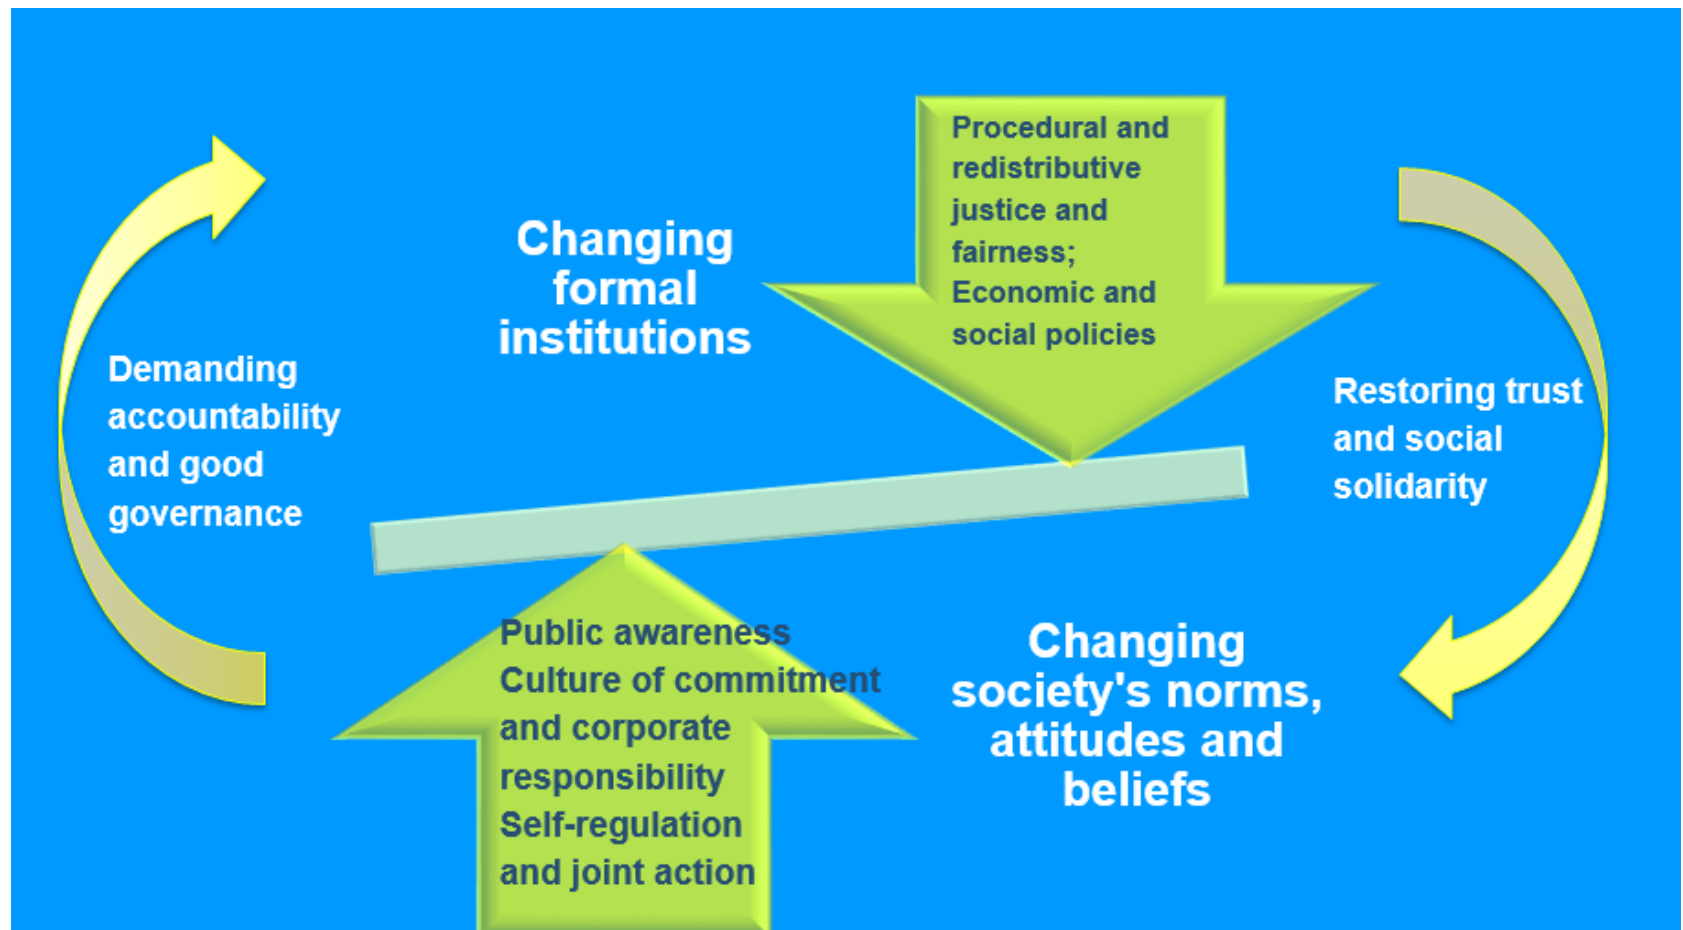 Procedural and
redistributive
justice and
fairness;
Economic and
social policies
Changing
formal
institutions
Demanding
accountability
and good
governance
Restoring trust
and social
solidarity
Public awareness
Culture of commitment
and corporate
responsibility
Self-regulation
and joint action
Changing
society's norms,
attitudes and
beliefs